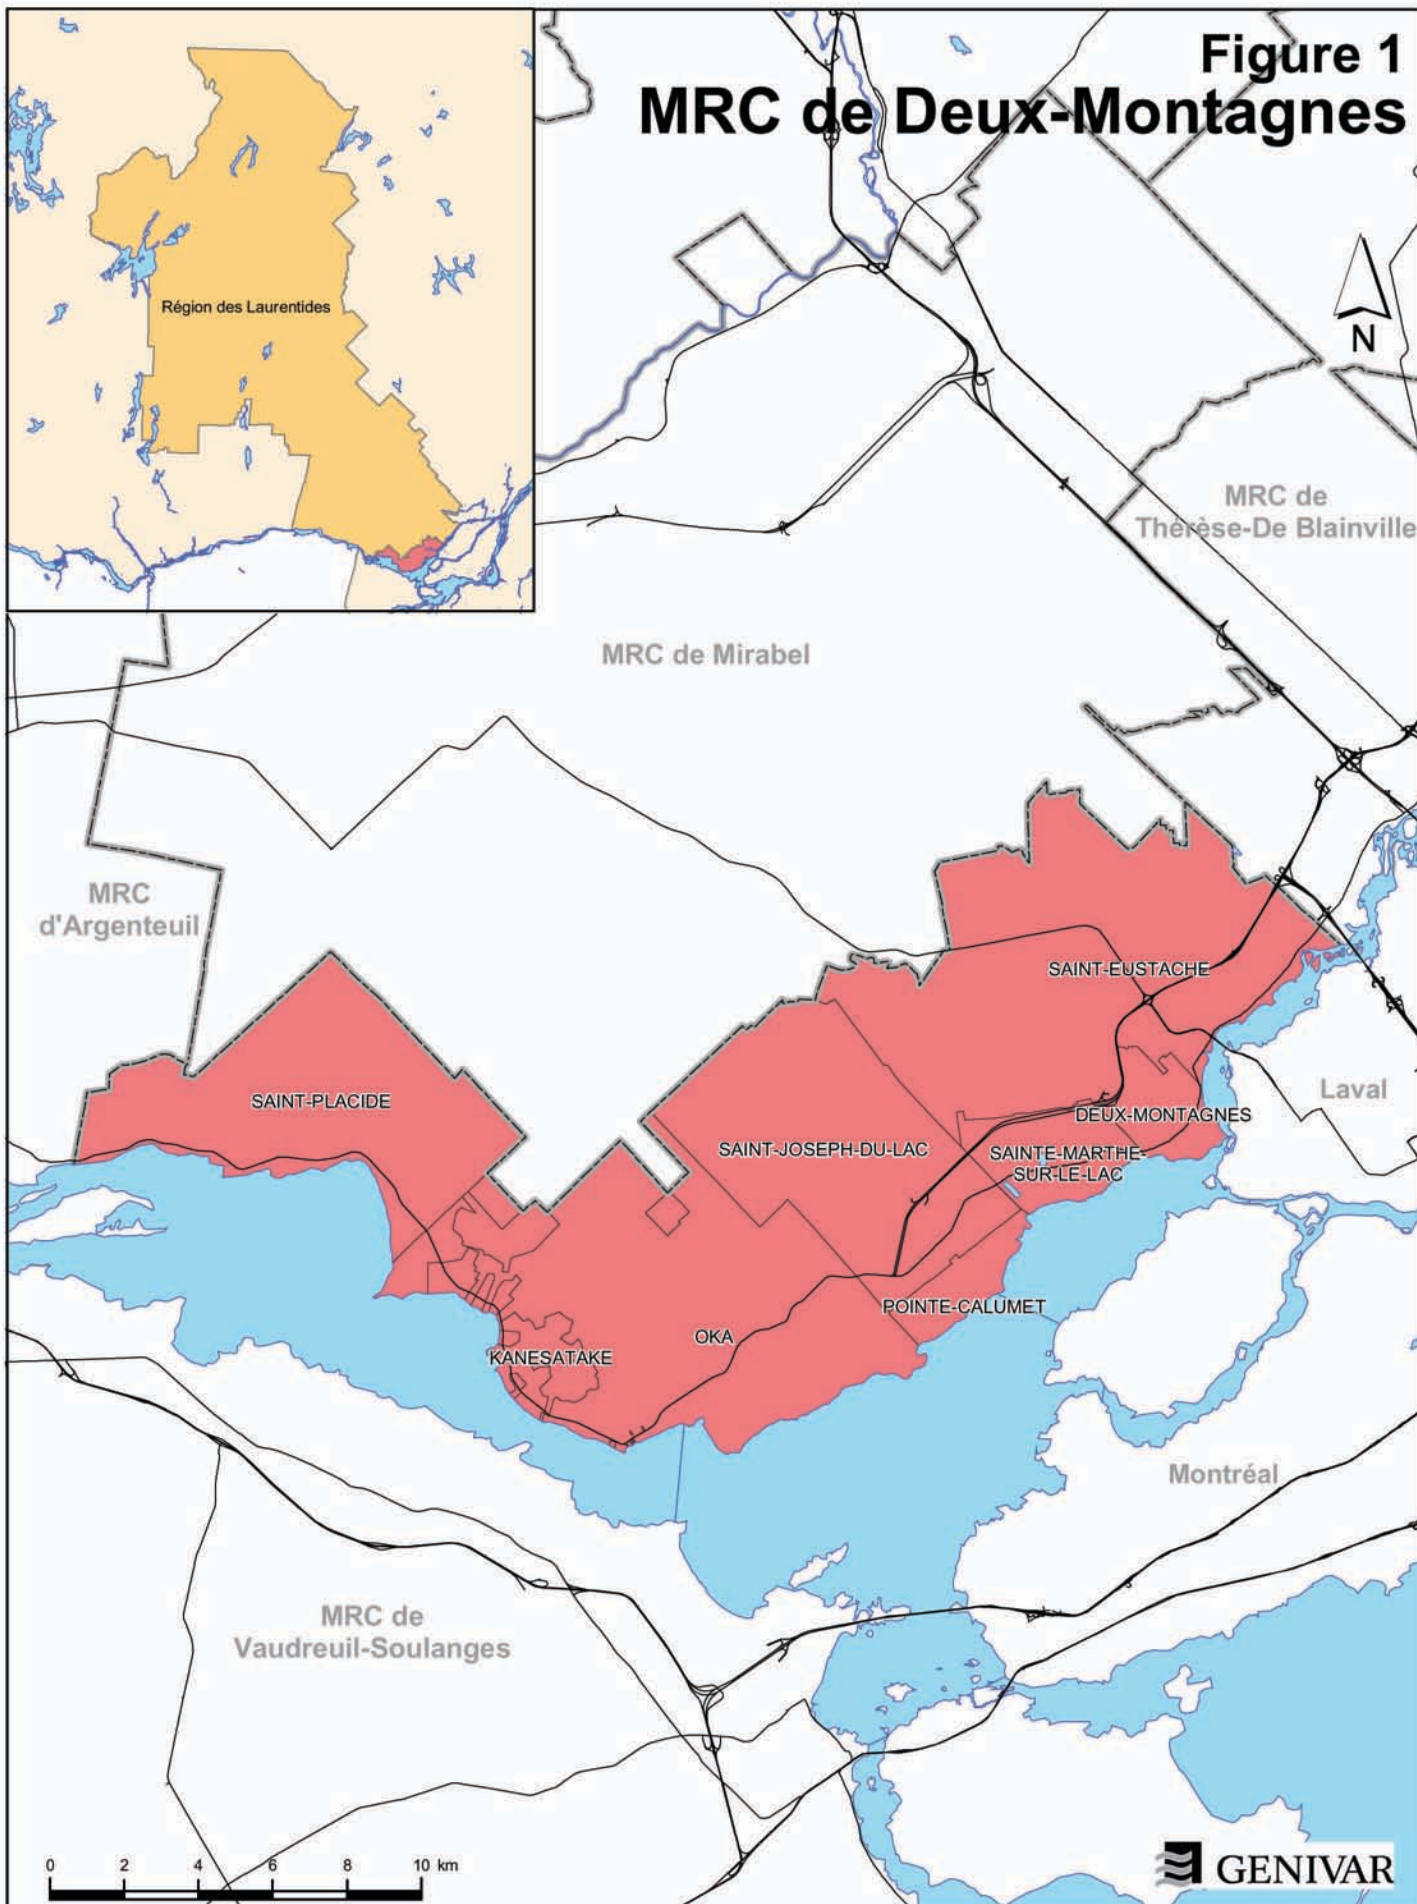 Figure 1
MRC de Deux-Montagnes
Région des Laurentides
N
MRC de
Thérèse-De Blainville
MRC de Mirabel
MRC
d'Argenteuil
SAINT-EUSTACHE
SAINT-PLACIDE
Laval
DEUX-MONTAGNES
SAINT-JOSEPH-DU-LAC
SAINTE-MARTHE-
SUR-LE-LAC
POINTE-CALUMET
OKA
KANESATAKE
Montréal
MRC de
Vaudreuil-Soulanges
0 2 4 6 8 10 km
GENIVAR